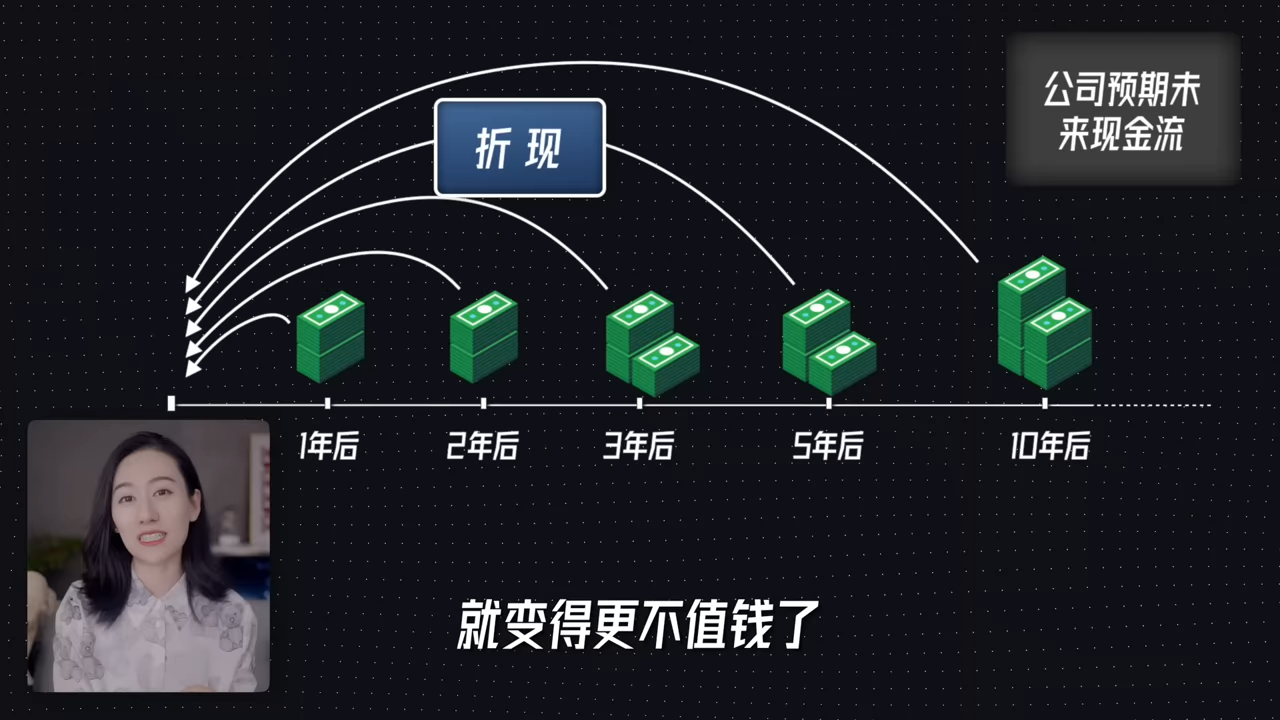 公司预期未
来现金流
折现
1年后
2年后
3年后
5年后
10年后
就变得更不值钱了